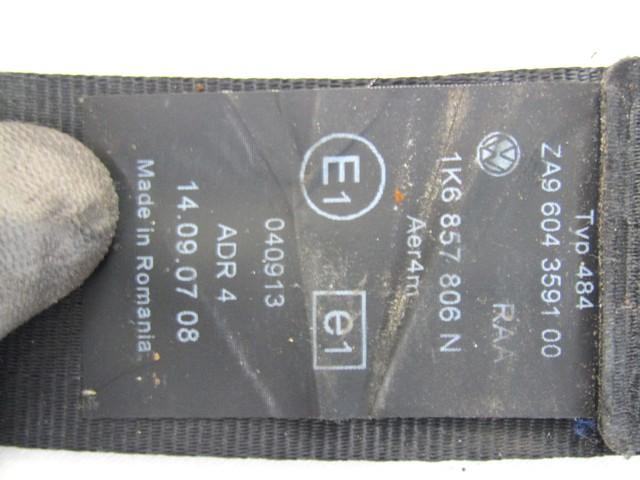 Typ 484
ZA9 604 3591 00
RAA
1K6 857 806 N
Aer4m
E1
e1
040913
ADR 4
14.09.07 08
Made in Romania